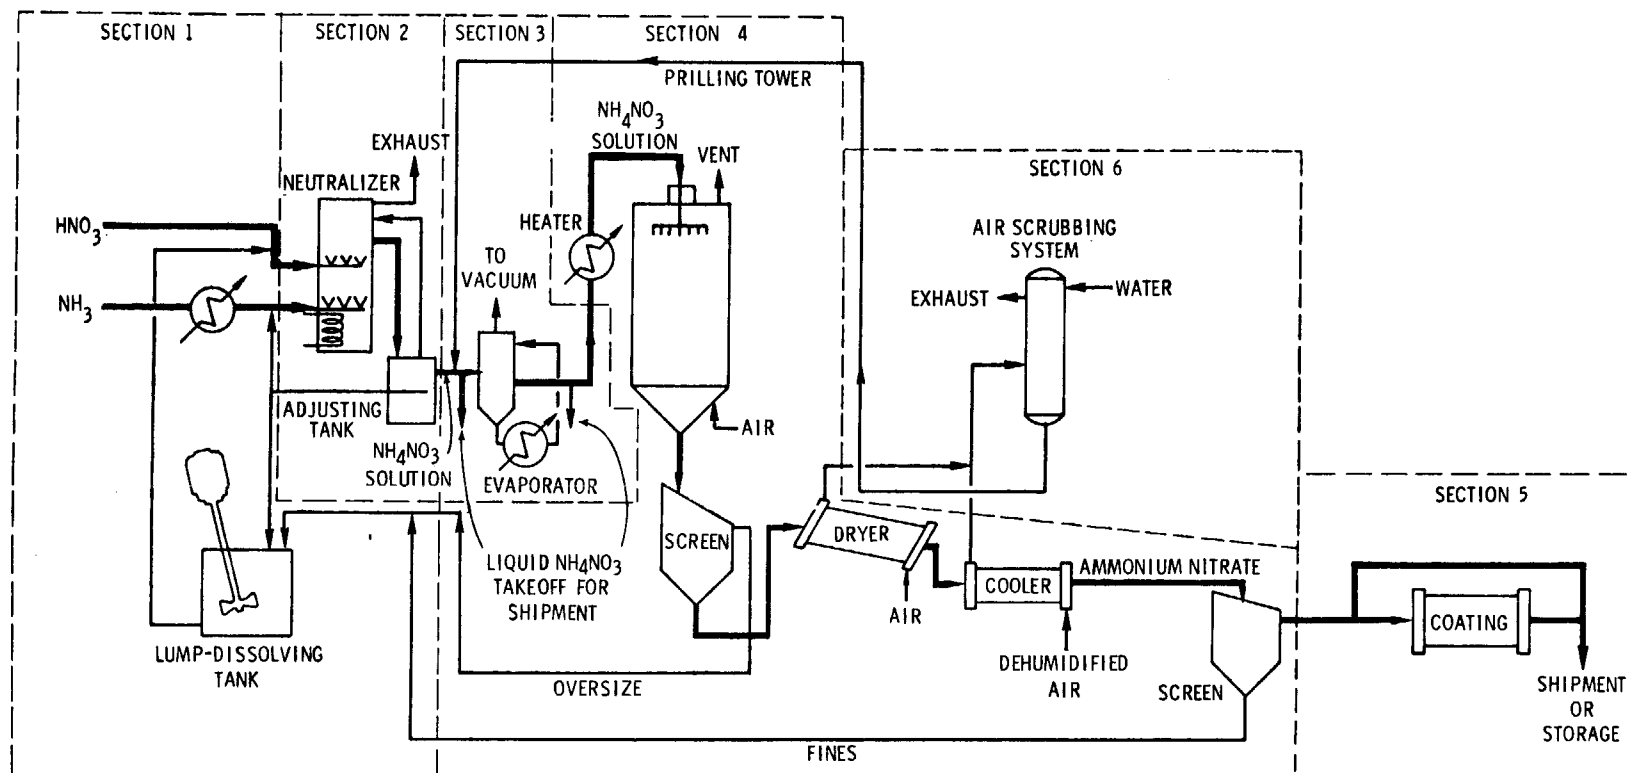 SECTION 1
SECTION 2
SECTION 3
SECTION 4
PRILLING TOWER
NH4NO3
SOLUTION
EXHAUST
VENT
SECTION 6
NEUTRALIZER
HNO3
HEATER
AIR SCRUBBING
SYSTEM
TO
VACUUM
EXHAUST
WATER
NH3
ADJUSTING
TANK
AIR
NH4NO3
SOLUTION
EVAPORATOR
SECTION 5
SCREEN
DRYER
LIQUID NH4NO3
TAKEOFF FOR
SHIPMENT
AMMONIUM NITRATE
COOLER
AIR
COATING
LUMP-DISSOLVING
TANK
DEHUMIDIFIED
AIR
OVERSIZE
SCREEN
SHIPMENT
OR
STORAGE
FINES